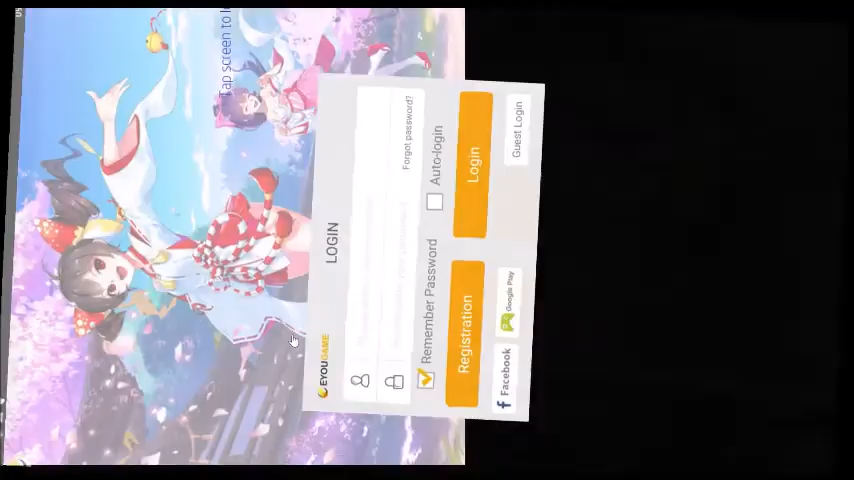 Tap screen to
EYOUGAME
LOGIN
Forgot password?
Remember Password
Auto-login
Registration
Login
Facebook
Google Play
Guest Login